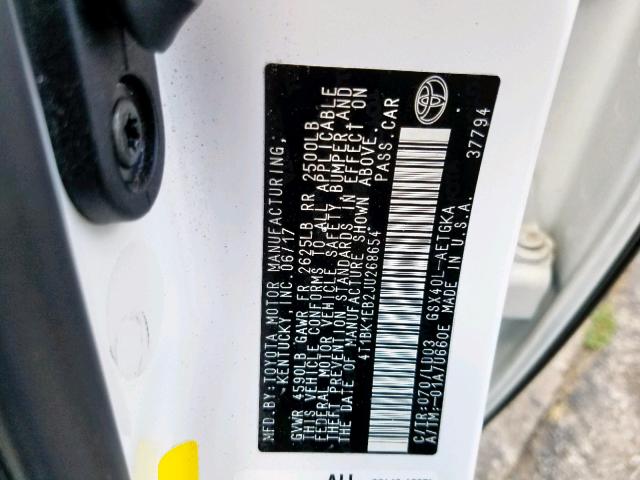 MFD.BY:TOYOTA MOTOR MANUFACTURING,
KENTUCKY, INC.06/17
GVWR 4590LB GAWR FR 2625LB RR 2500LB
THIS VEHICLE CONFORMS TO ALL APPLICABLE
FEDERAL MOTOR VEHICLE SAFETY, BUMPER, AND
THEFT PREVENTION STANDARDS IN EFFECT ON
THE DATE OF MANUFACTURE SHOWN ABOVE.
4T1BK1EB2JU268654 PASS.CAR
C/TR:070/LD03 GSX40L-AETGKA
A/TM:-01A/U660E MADE IN U.S.A.
37794